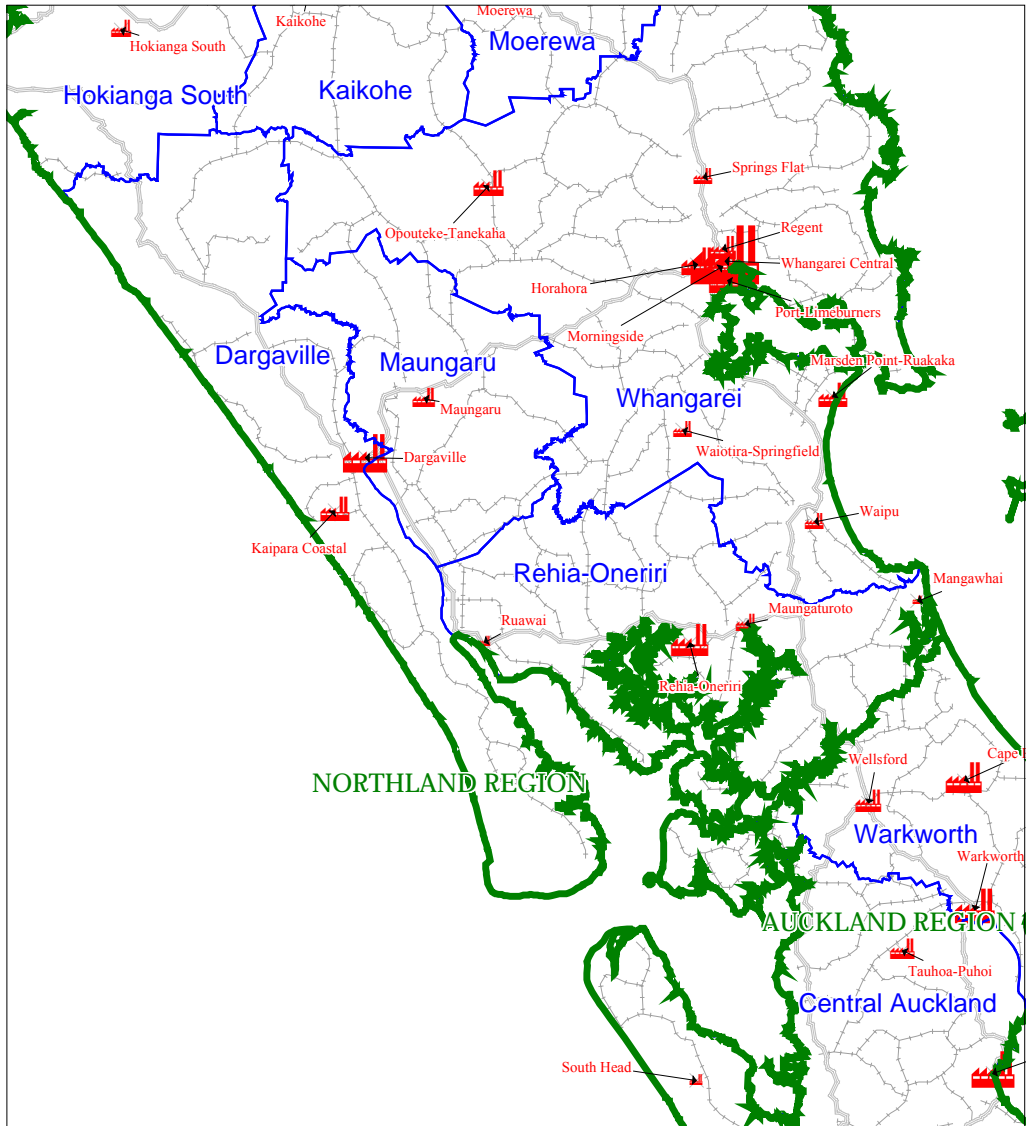 Moerewa
Kaikohe
Hokianga South
Moerewa
Kaikohe
Hokianga South
Springs Flat
Opouteke-Tanekaha
Regent
Whangarei Central
Horahora
Port-Limeburners
Morningside
Dargaville
Maungaru
Marsden Point-Ruakaka
Whangarei
Maungaru
Waiotira-Springfield
Dargaville
Waipu
Kaipara Coastal
Rehia-Oneriri
Mangawhai
Maungaturoto
Ruawai
Rehia-Oneriri
NORTHLAND REGION
Wellsford
Cape
Warkworth
Warkworth
AUCKLAND REGION
Tauhoa-Puhoi
Central Auckland
South Head